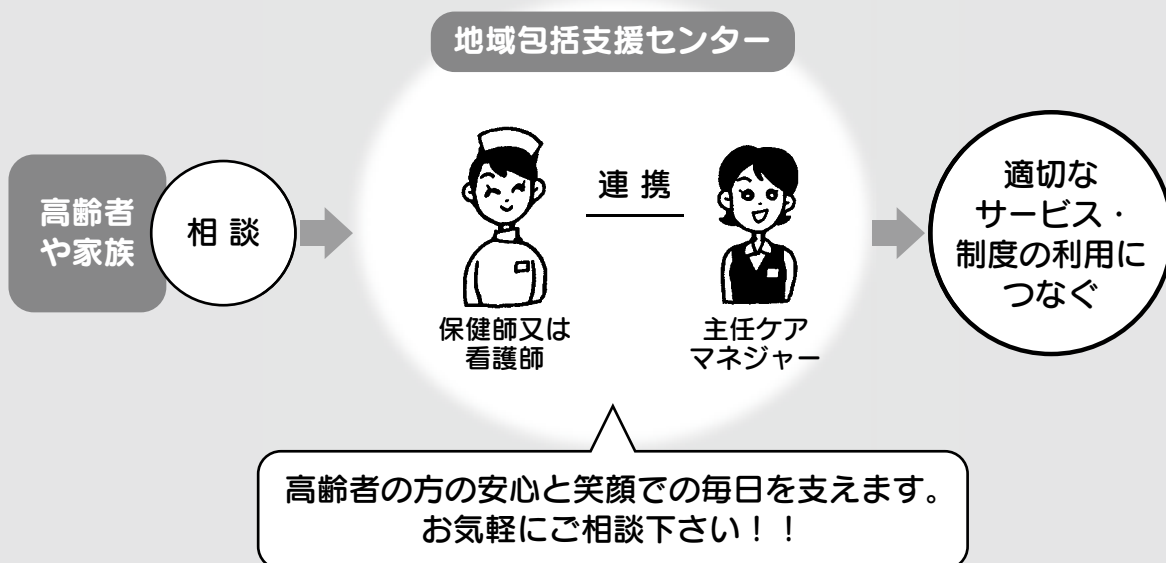 地域包括支援センター
高齢者
や家族
相 談
連 携
保健師又は
看護師
主任ケア
マネジャー
適切な
サービス・
制度の利用に
つなぐ
高齢者の方の安心と笑顔での毎日を支えます。
お気軽にご相談下さい！！